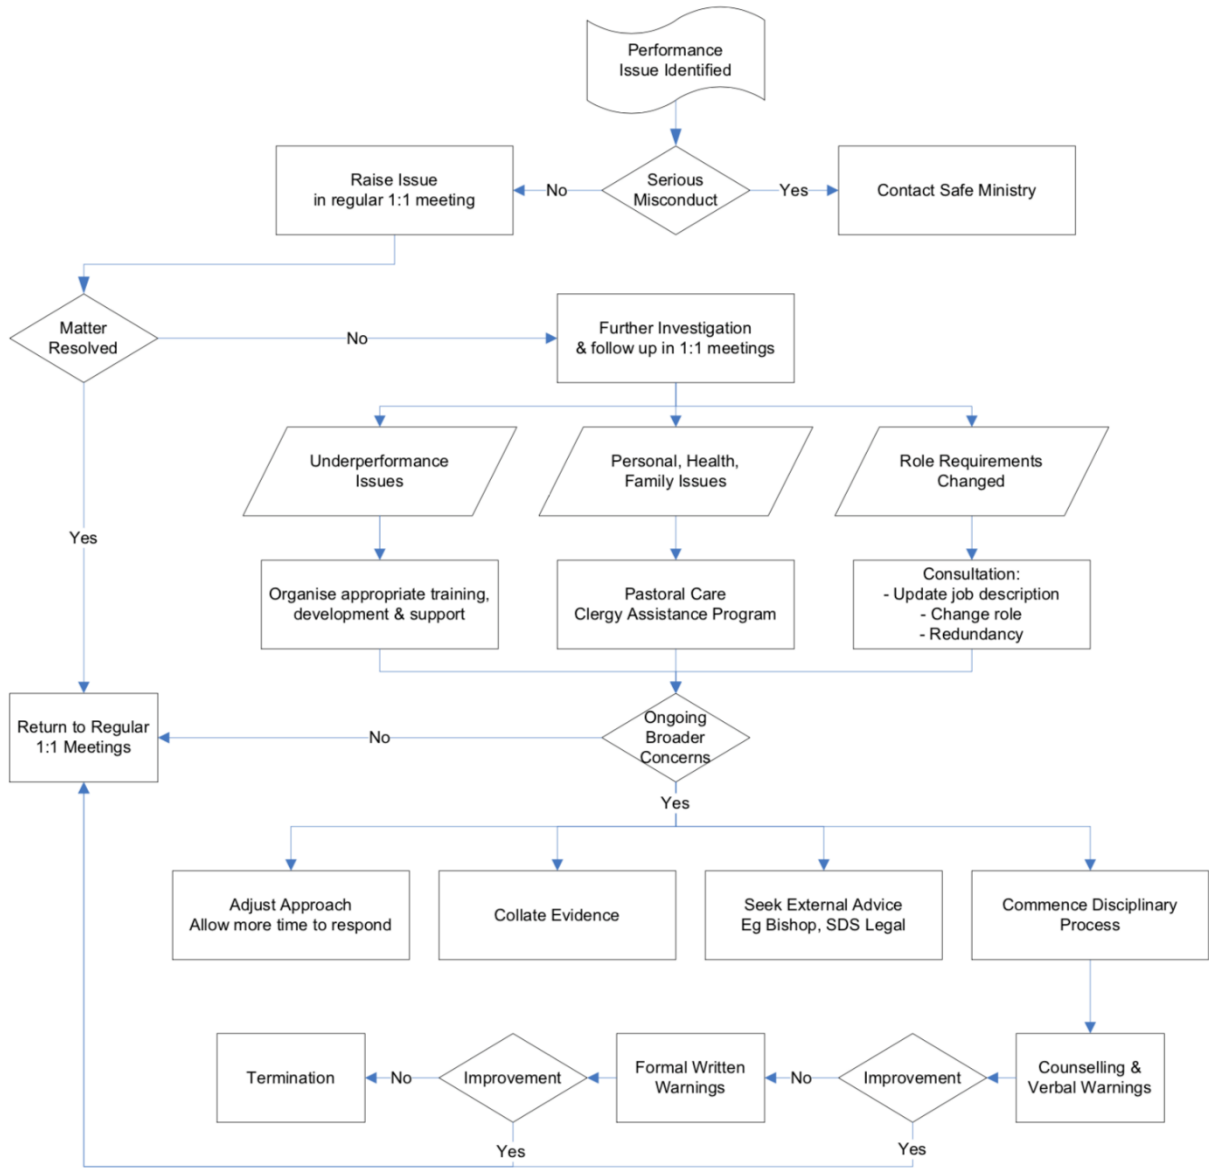 Performance
Issue Identified
Raise Issue
in regular 1:1 meeting
No
Serious
Misconduct
Yes
Contact Safe Ministry
Matter
Resolved
No
Further Investigation
& follow up in 1:1 meetings
Underperformance
Issues
Personal, Health,
Family Issues
Role Requirements
Changed
Yes
Organise appropriate training,
development & support
Pastoral Care
Clergy Assistance Program
Consultation:
- Update job description
- Change role
- Redundancy
Return to Regular
1:1 Meetings
No
Ongoing
Broader
Concerns
Yes
Adjust Approach
Allow more time to respond
Collate Evidence
Seek External Advice
Eg Bishop, SDS Legal
Commence Disciplinary
Process
Termination
No
Improvement
Formal Written
Warnings
No
Improvement
Counselling &
Verbal Warnings
Yes
Yes